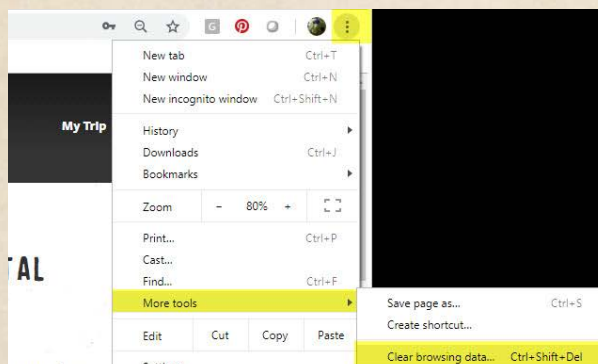 G
New tab Ctrl+T
New window Ctrl+N
New incognito window Ctrl+Shift+N
My Trip
History
Downloads Ctrl+J
Bookmarks
Zoom - 80% +
Print... Ctrl+P
Cast...
TAL
Find... Ctrl+F
More tools
Save page as... Ctrl+S
Create shortcut...
Edit Cut Copy Paste
Clear browsing data... Ctrl+Shift+Del